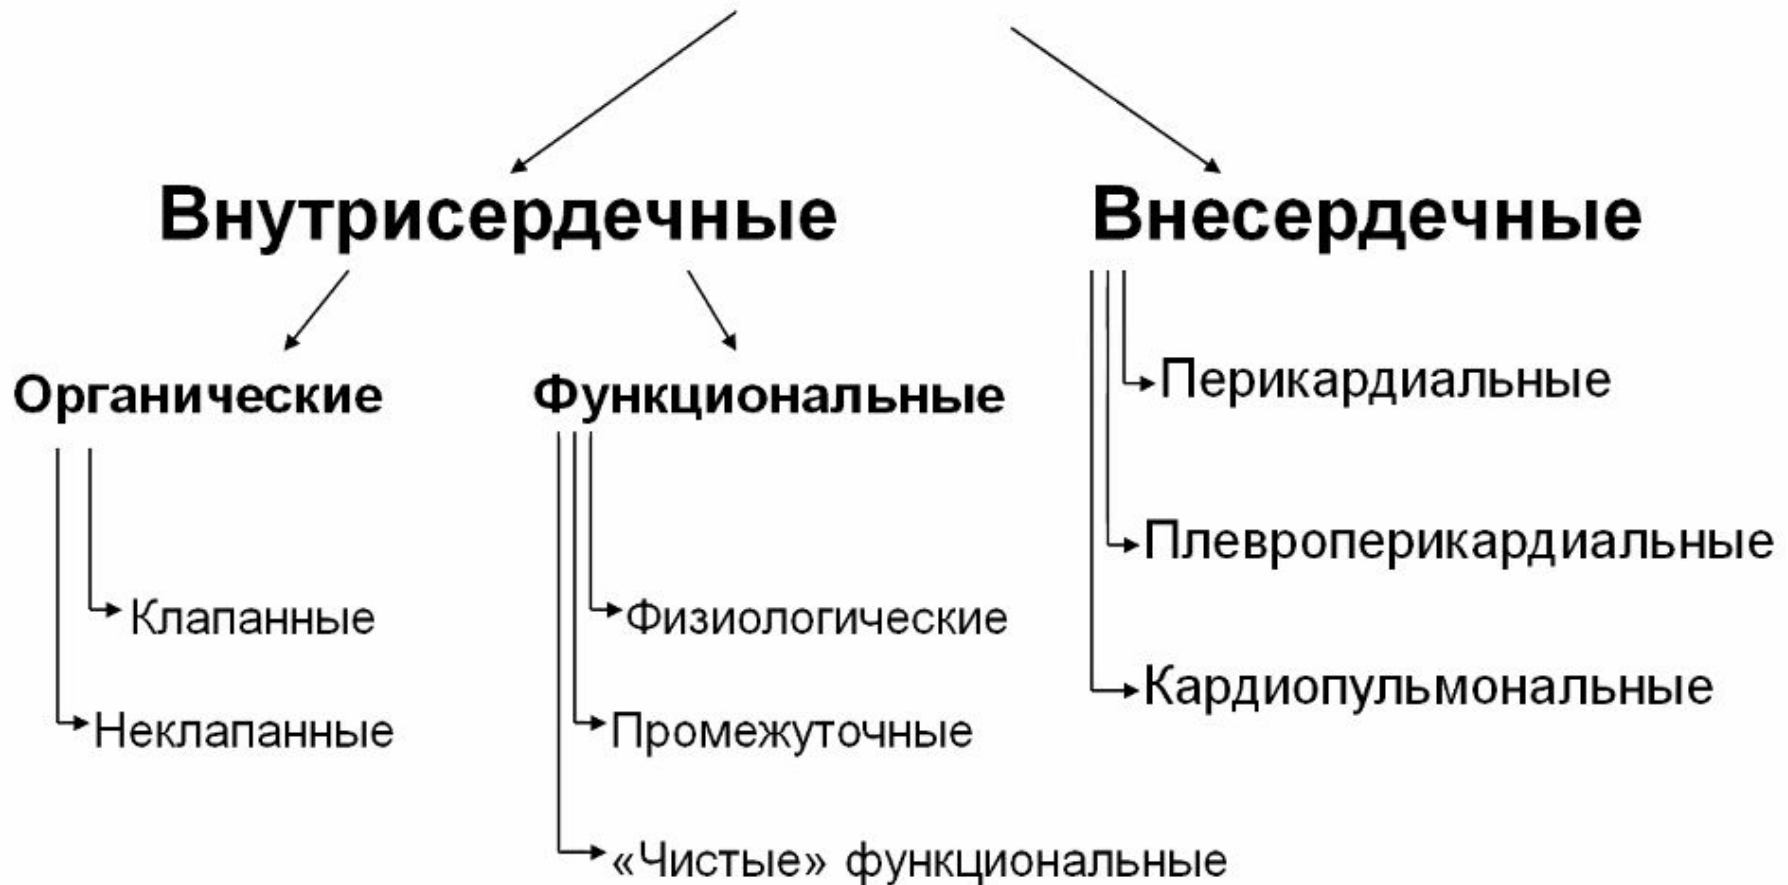 Внутрисердечные
Внесердечные
Органические
Функциональные
Перикардиальные
Плевроперикардиальные
Клапанные
Физиологические
Кардиопульмональные
Неклапанные
Промежуточные
«Чистые» функциональные